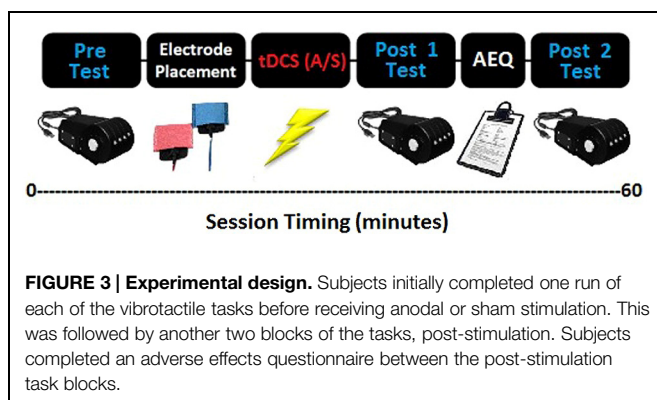 Pre Test Electrode Placement tDCS (A/S) Post 1 Test AEQ Post 2 Test
0------------------------------60
Session Timing (minutes)
FIGURE 3 | Experimental design. Subjects initially completed one run of
each of the vibrotactile tasks before receiving anodal or sham stimulation. This
was followed by another two blocks of the tasks, post-stimulation. Subjects
completed an adverse effects questionnaire between the post-stimulation
task blocks.